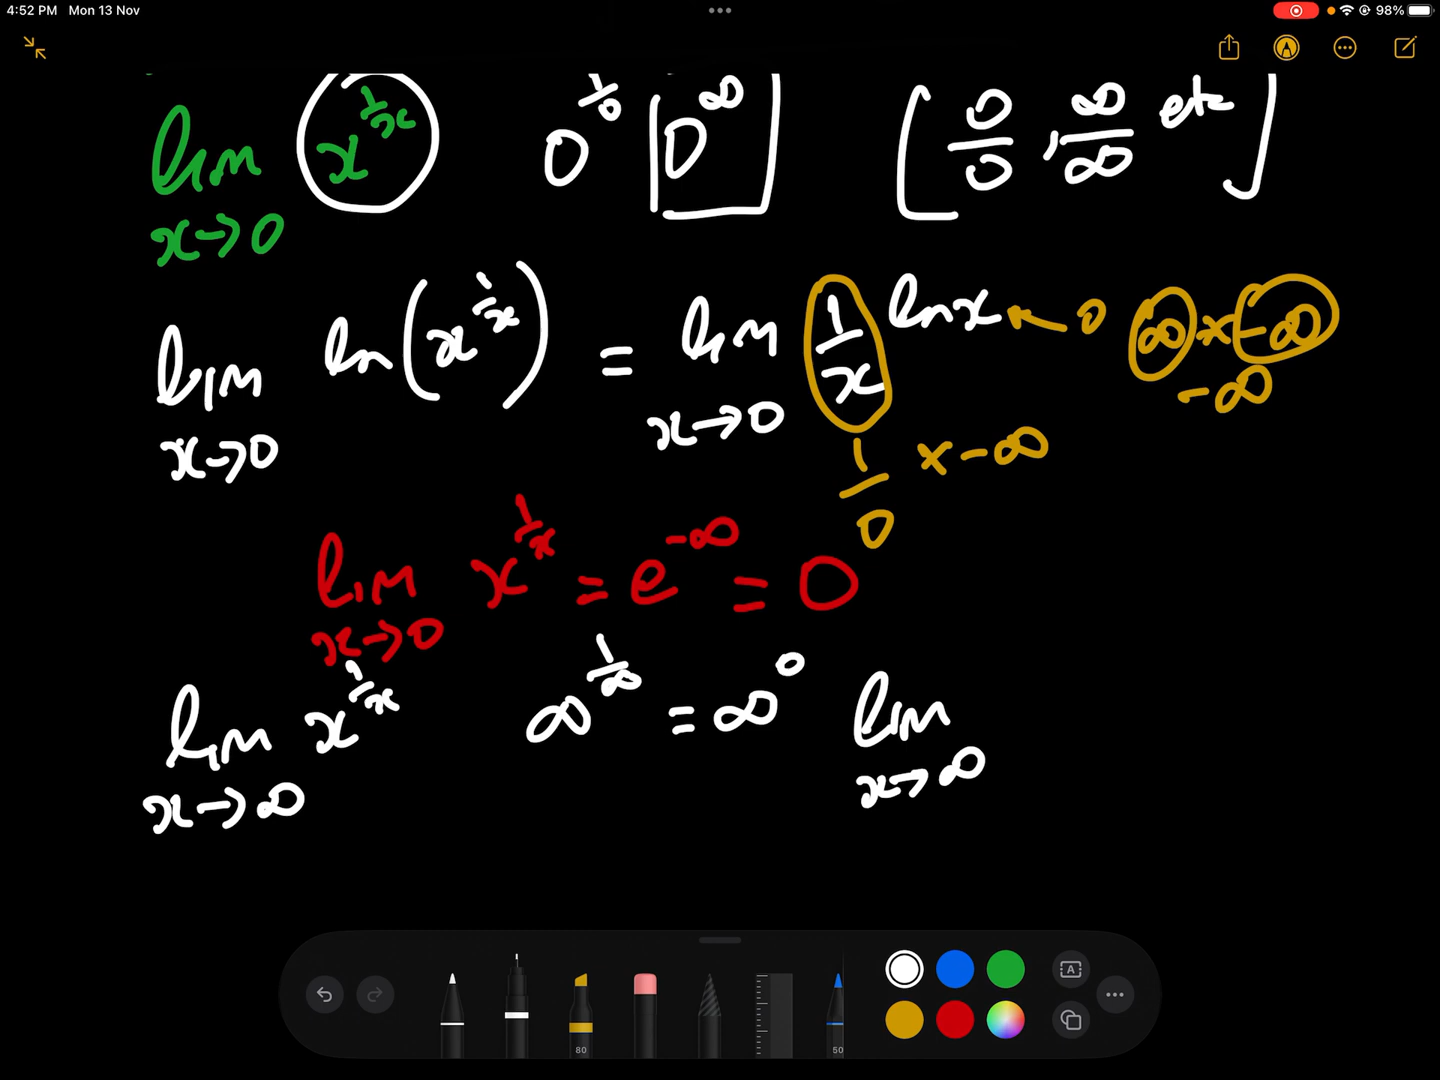 4:52 PM Mon 13 Nov 98%
lim x→0 x^(1/x) 0^(1/0) 0^∞ [0/0, ∞/∞ etc]
lim x→0 ln(x^(1/x)) = lim x→0 1/x ln x ← 0 ∞ × -∞
-∞
1/0 × -∞
lim x→0 x^(1/x) = e^(-∞) = 0
lim x→∞ x^(1/x) ∞^(1/∞) = ∞^0 lim x→∞
80 50 A